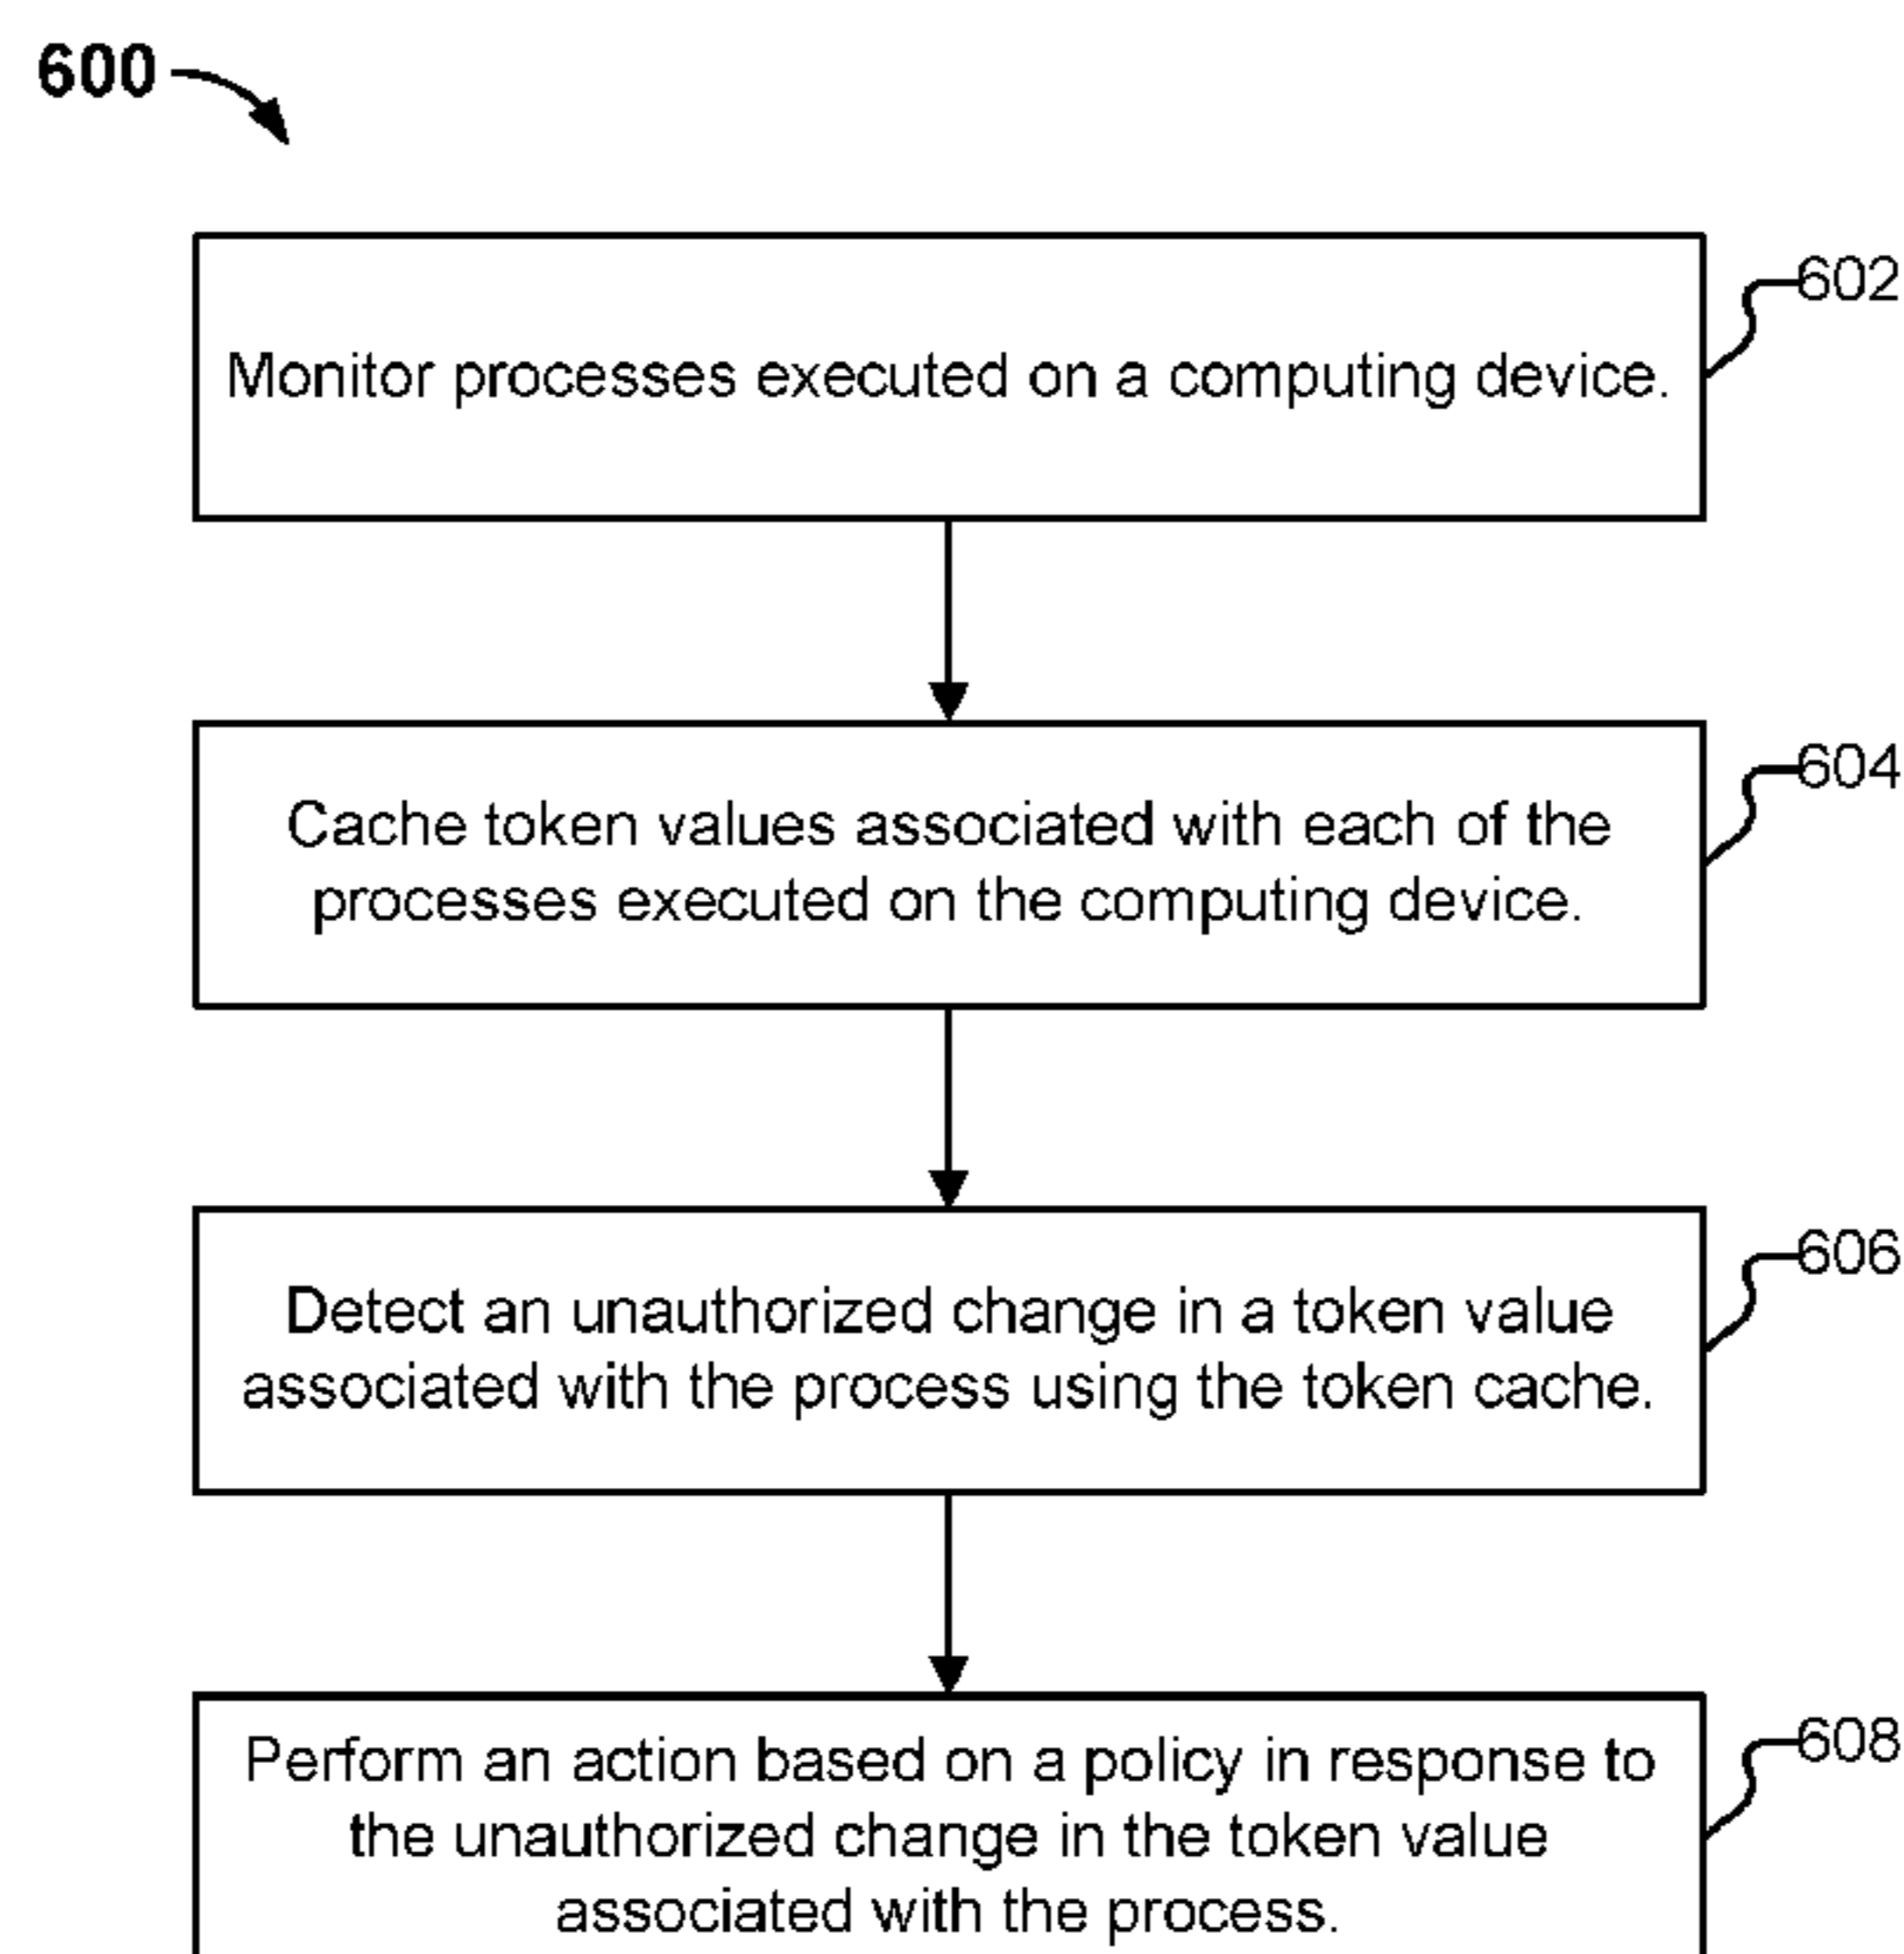 600
602
Monitor processes executed on a computing device.
604
Cache token values associated with each of the
processes executed on the computing device.
606
Detect an unauthorized change in a token value
associated with the process using the token cache.
608
Perform an action based on a policy in response to
the unauthorized change in the token value
associated with the process.